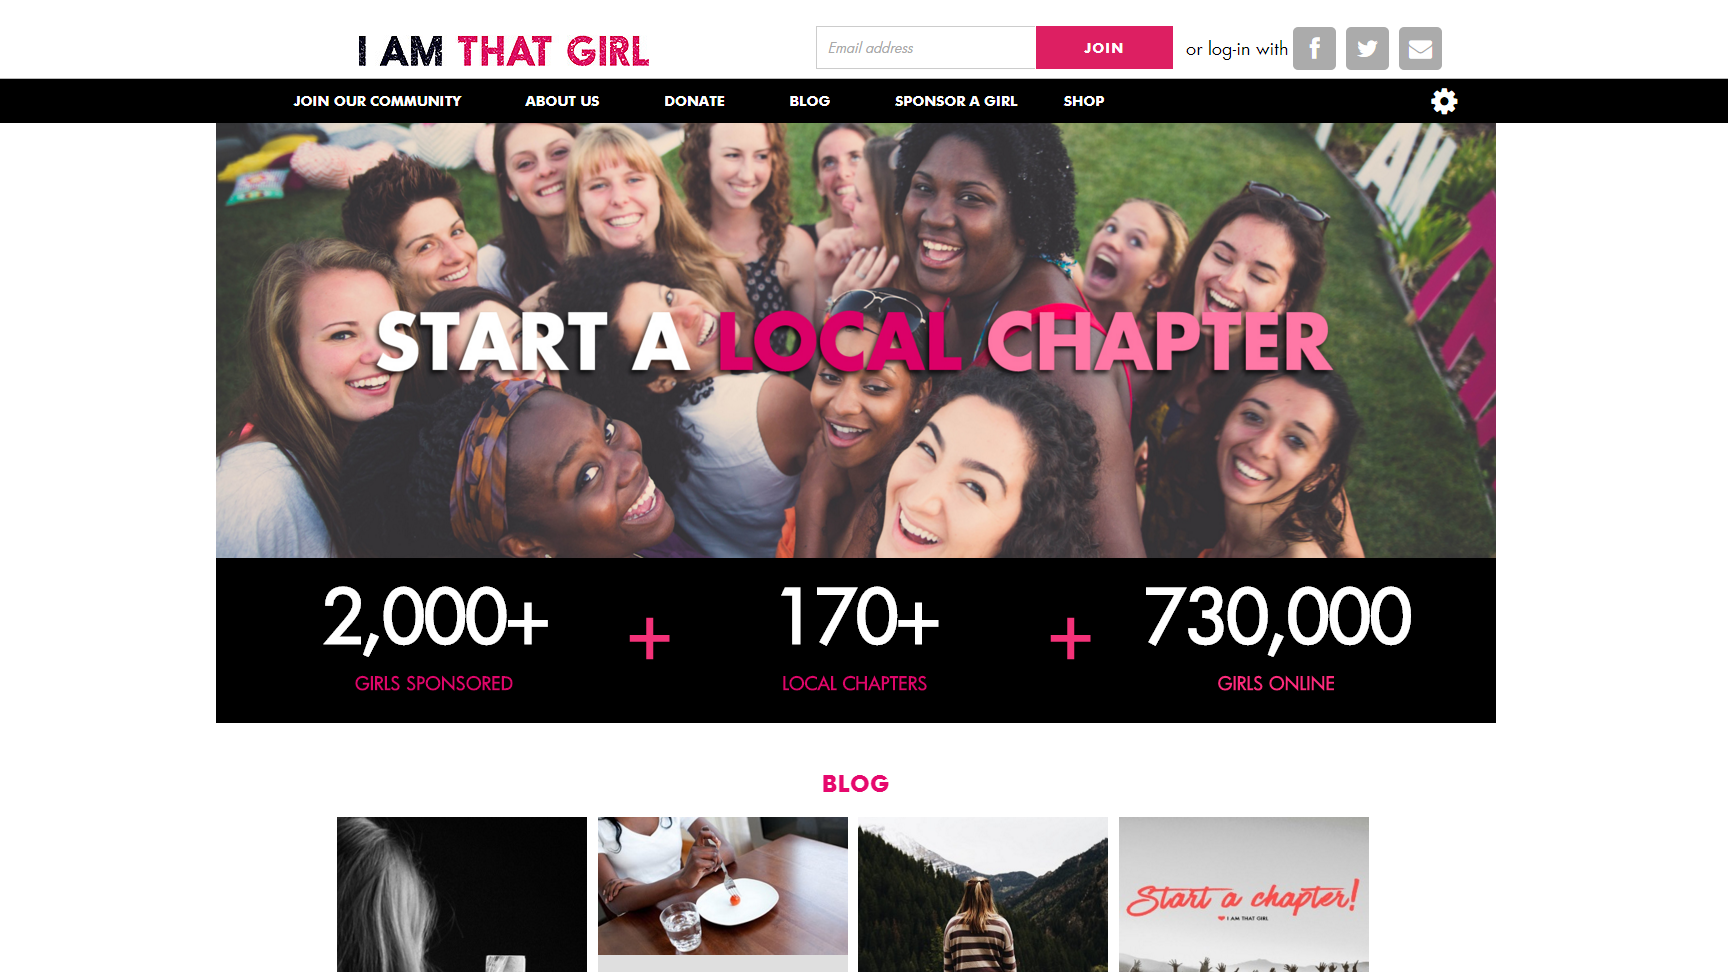 I AM THAT GIRL
Email address
JOIN
or log-in with
JOIN OUR COMMUNITY
ABOUT US
DONATE
BLOG
SPONSOR A GIRL
SHOP
START A LOCAL CHAPTER
2,000+ + 170+ + 730,000
GIRLS SPONSORED
LOCAL CHAPTERS
GIRLS ONLINE
BLOG
Start a chapter!
I AM THAT GIRL